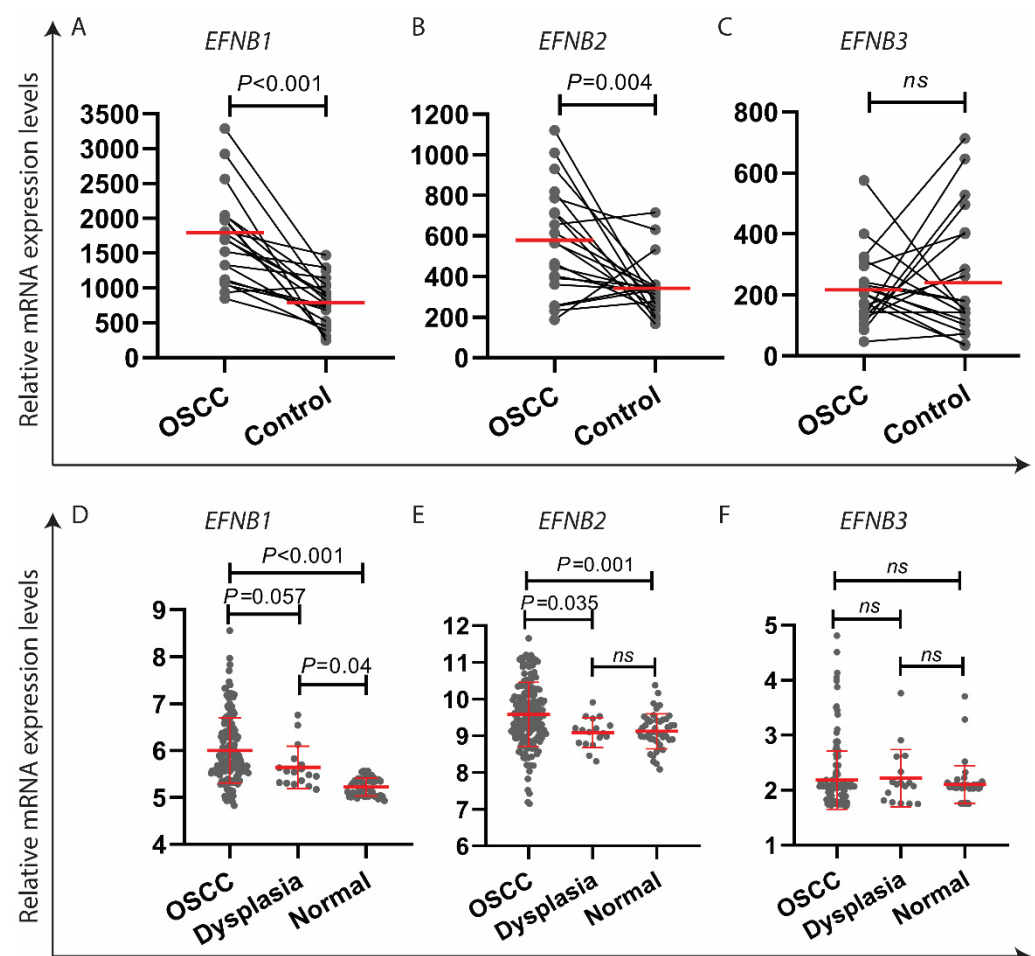 A EFNB1 B EFNB2 C EFNB3
P<0.001 P=0.004 ns
Relative mRNA expression levels
3500
3000
2500
2000
1500
1000
500
0
OSCC Control
1200
1000
800
600
400
200
0
OSCC Control
800
600
400
200
0
OSCC Control
D EFNB1 E EFNB2 F EFNB3
Relative mRNA expression levels
P<0.001
P=0.057
P=0.04
9
8
7
6
5
4
OSCC Dysplasia Normal
P=0.001
P=0.035
ns
12
11
10
9
8
7
6
OSCC Dysplasia Normal
ns
ns
ns
5
4
3
2
1
OSCC Dysplasia Normal